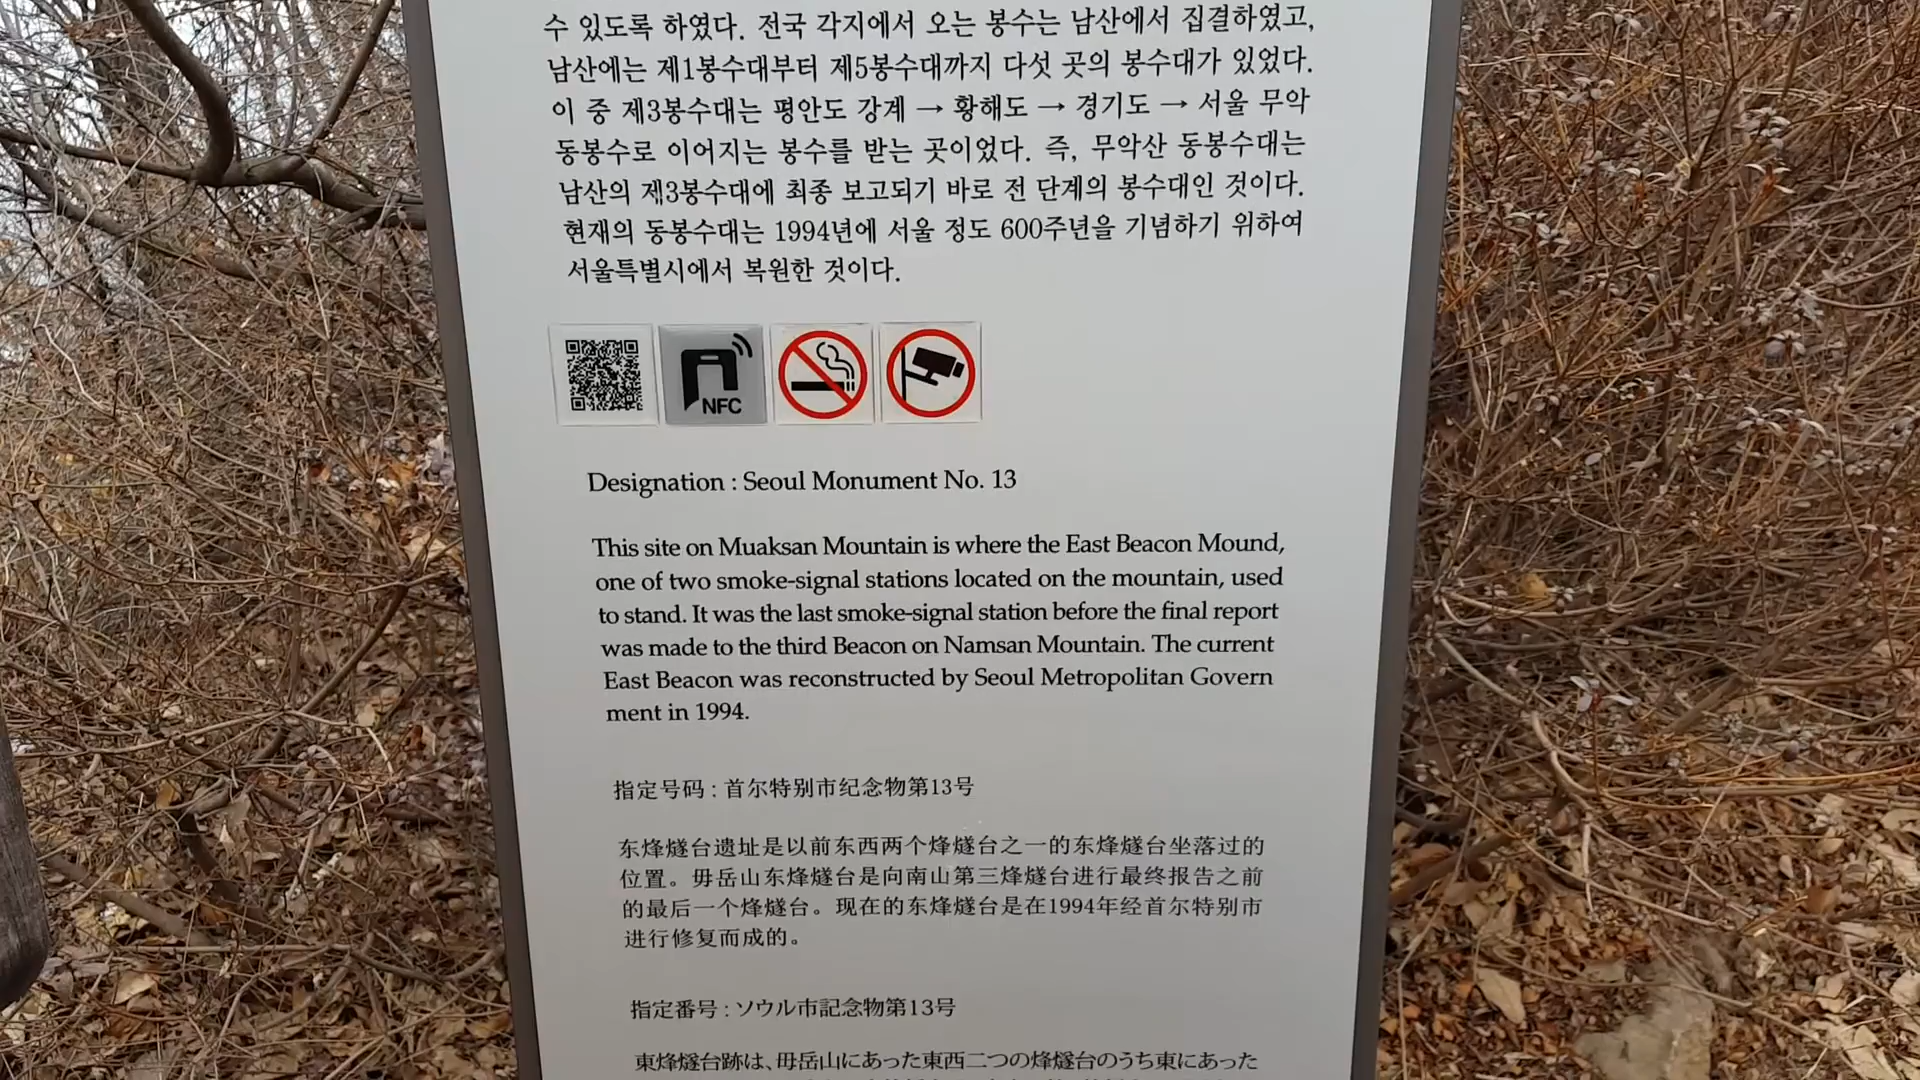 수 있도록 하였다. 전국 각지에서 오는 봉수는 남산에서 집결하였고,
남산에는 제1봉수대부터 제5봉수대까지 다섯 곳의 봉수대가 있었다.
이 중 제3봉수대는 평안도 강계 → 황해도 → 경기도 → 서울 무악
동봉수로 이어지는 봉수를 받는 곳이었다. 즉, 무악산 동봉수대는
남산의 제3봉수대에 최종 보고되기 바로 전 단계의 봉수대인 것이다.
현재의 동봉수대는 1994년에 서울 정도 600주년을 기념하기 위하여
서울특별시에서 복원한 것이다.
NFC
Designation : Seoul Monument No. 13
This site on Muaksan Mountain is where the East Beacon Mound,
one of two smoke-signal stations located on the mountain, used
to stand. It was the last smoke-signal station before the final report
was made to the third Beacon on Namsan Mountain. The current
East Beacon was reconstructed by Seoul Metropolitan Govern
ment in 1994.
指定号码 : 首尔特别市纪念物第13号
东烽燧台遗址是以前东西两个烽燧台之一的东烽燧台坐落过的
位置。毋岳山东烽燧台是向南山第三烽燧台进行最终报告之前
的最后一个烽燧台。现在的东烽燧台是在1994年经首尔特别市
进行修复而成的。
指定番号 : ソウル市記念物第13号
東烽燧台跡は、毋岳山にあった東西二つの烽燧台のうち東にあった